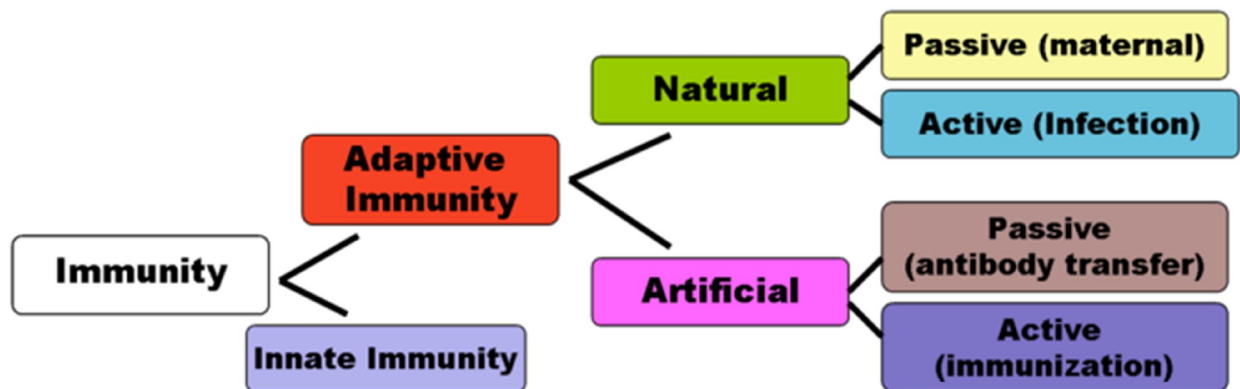 Passive (maternal)
Natural
Active (Infection)
Adaptive
Immunity
Immunity
Innate Immunity
Artificial
Passive
(antibody transfer)
Active
(immunization)